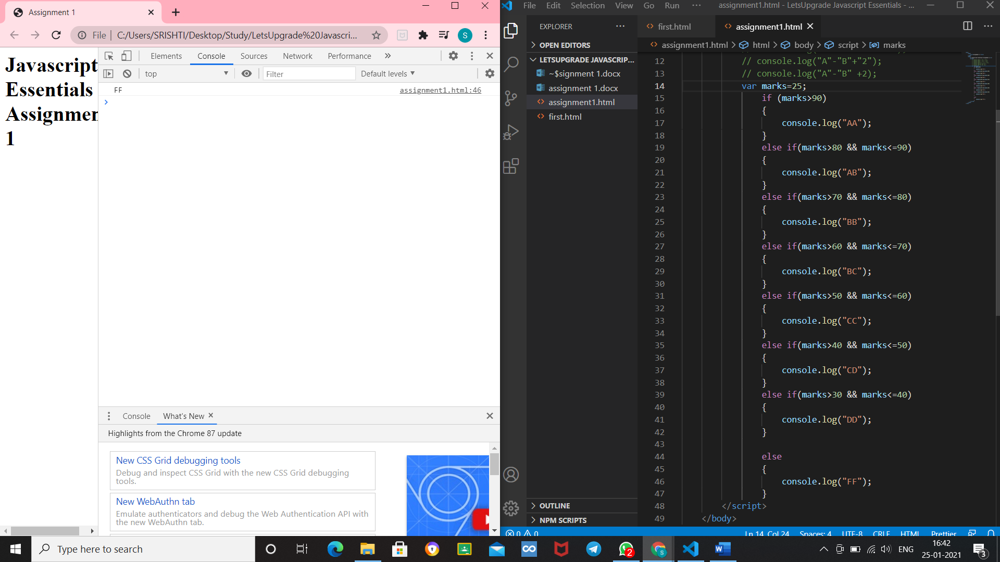 Assignment 1
File
C:/Users/SRISHTI/Desktop/Study/LetsUpgrade%20Javascri...
S
Javascript
Essentials
Assignmen
1
Elements
Console
Sources
Network
Performance
top
Filter
Default levels
FF
assignment1.html:46
Console
What's New
Highlights from the Chrome 87 update
New CSS Grid debugging tools
Debug and inspect CSS Grid with the new CSS Grid debugging
tools.
New WebAuthn tab
Emulate authenticators and debug the Web Authentication API with
the new WebAuthn tab.
File Edit Selection View Go Run ...
assignment1.html - LetsUpgrade Javascript Essentials - ...
EXPLORER
OPEN EDITORS
LETSUPGRADE JAVASCRIP...
~$signment 1.docx
assignment 1.docx
assignment1.html
first.html
OUTLINE
NPM SCRIPTS
first.html
assignment1.html
assignment1.html > html > body > script > marks
12 // console.log("A"-"B"+"2");
13 // console.log("A"-"B" +2);
14 var marks=25;
15 if (marks>90)
16 {
17 console.log("AA");
18 }
19 else if(marks>80 && marks<=90)
20 {
21 console.log("AB");
22 }
23 else if(marks>70 && marks<=80)
24 {
25 console.log("BB");
26 }
27 else if(marks>60 && marks<=70)
28 {
29 console.log("BC");
30 }
31 else if(marks>50 && marks<=60)
32 {
33 console.log("CC");
34 }
35 else if(marks>40 && marks<=50)
36 {
37 console.log("CD");
38 }
39 else if(marks>30 && marks<=40)
40 {
41 console.log("DD");
42 }
43
44 else
45 {
46 console.log("FF");
47 }
48 </script>
49 </body>
0 0
Ln 14, Col 24 Spaces: 4 UTF-8 CRLF HTML Prettier
Type here to search
2
S
ENG
16:42
25-01-2021
3